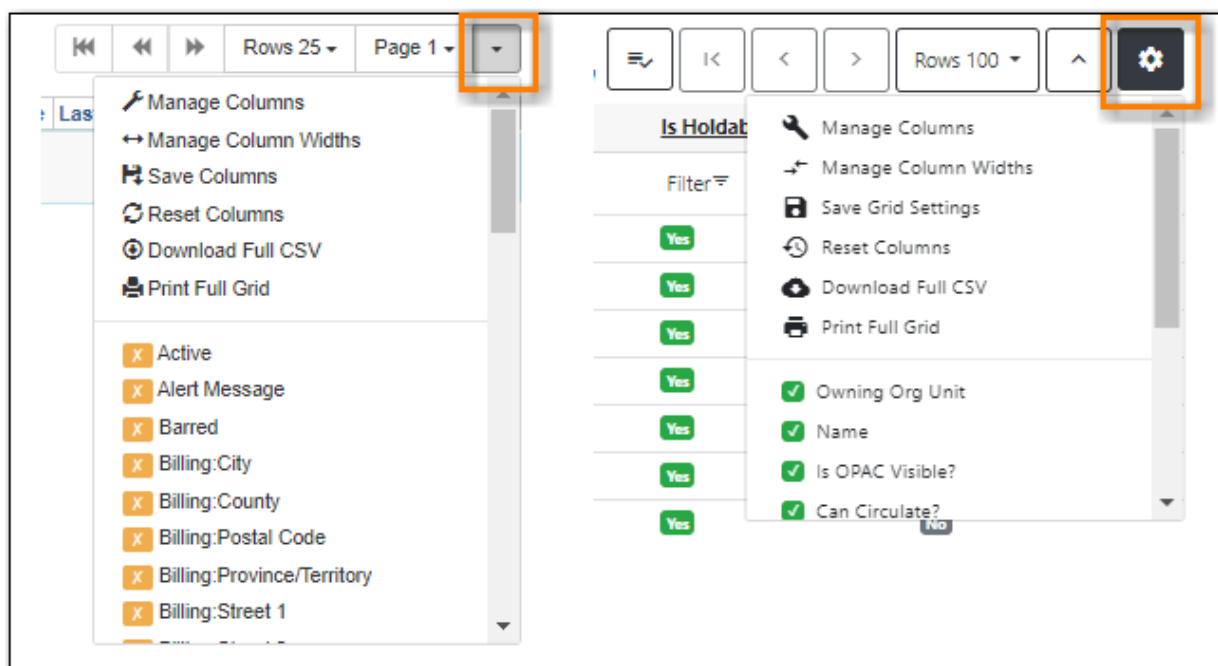 Rows 25
Page 1
Las
Manage Columns
Manage Column Widths
Save Columns
Reset Columns
Download Full CSV
Print Full Grid
X Active
X Alert Message
X Barred
X Billing:City
X Billing:County
X Billing:Postal Code
X Billing:Province/Territory
X Billing:Street 1
Rows 100
Is Holdab
Filter
Yes
Yes
Yes
Yes
Yes
Yes
Yes
Manage Columns
Manage Column Widths
Save Grid Settings
Reset Columns
Download Full CSV
Print Full Grid
Owning Org Unit
Name
Is OPAC Visible?
Can Circulate?
No